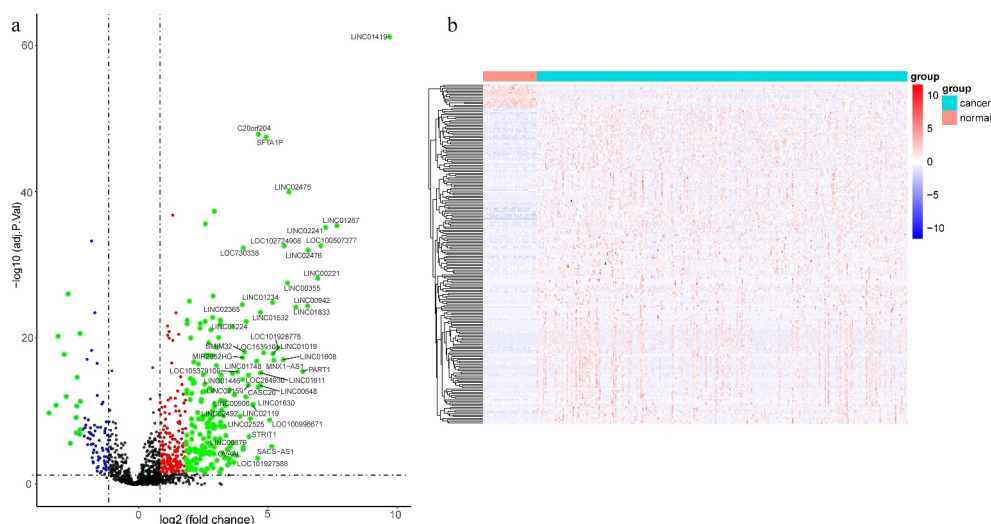 a
b
LINC01419
60
C20orf204
SFTA1P
40
LINC02475
LINC01287
LINC02241
LOC102724908
LOC100507377
LOC730338
LINC02476
LINC00221
LINC00355
LINC01234
LINC00942
LINC02365
LINC01833
LINC01532
LINC01224
20
LOC101928775
SMIM32
LOC153910
LINC01019
MIR2052HG
LINC01608
LINC01748
MNX1-AS1
PART1
LOC105379109
LINC01446
LOC284930
LINC01811
LINC02159
CASC20
LINC00648
LINC00906
LINC01630
LINC02492
LINC02119
LINC02525
LOC100996671
STRIT1
LINC00879
OVAAL
SACS-AS1
LOC101927588
0
0
5
10
log2 (fold change)
−log10 (adj.P.Val)
group
10
5
0
−5
−10
group
cancer
normal